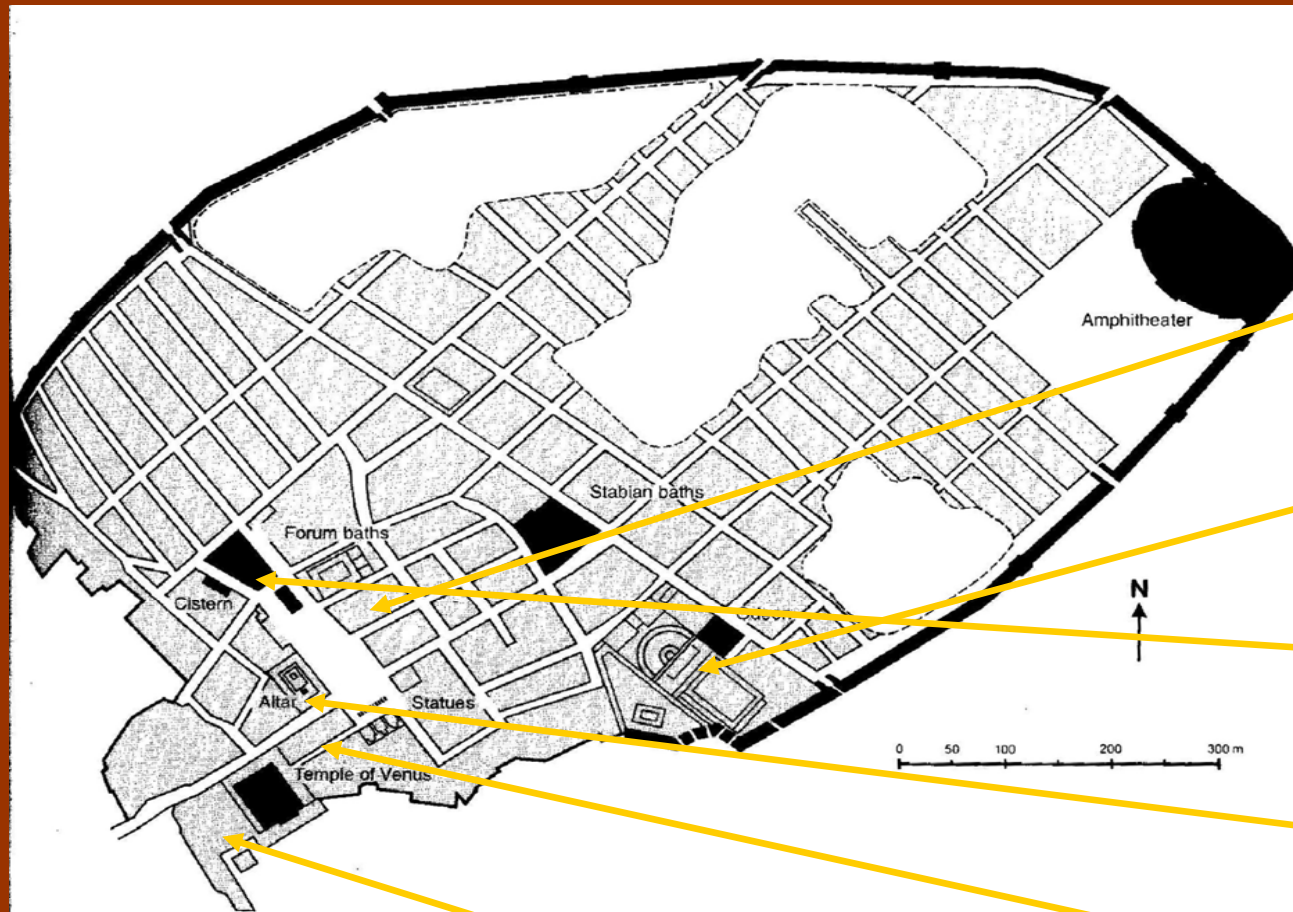 Amphitheater
Stabian baths
Forum baths
Cistern
N
Altar
Statues
0 50 100 200 300 m
Temple of Venus